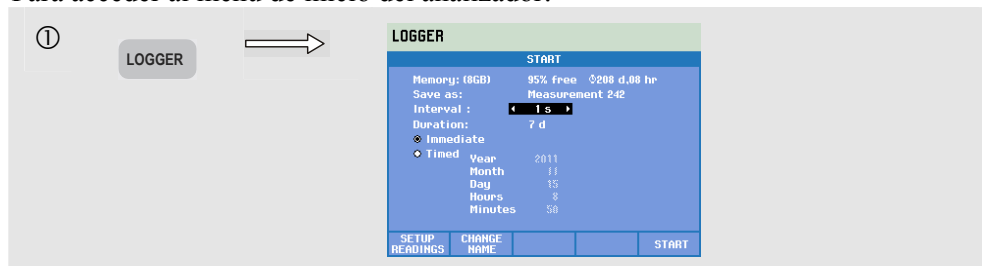 Para acceder al menú de inicio del analizador:
①
LOGGER
LOGGER
START
Memory: (8GB) 95% free 208 d,08 hr
Save as: Measurement 242
Interval : 1 s
Duration: 7 d
Immediate
Timed
Year 2011
Month 11
Day 15
Hours 8
Minutes 50
SETUP READINGS CHANGE NAME START